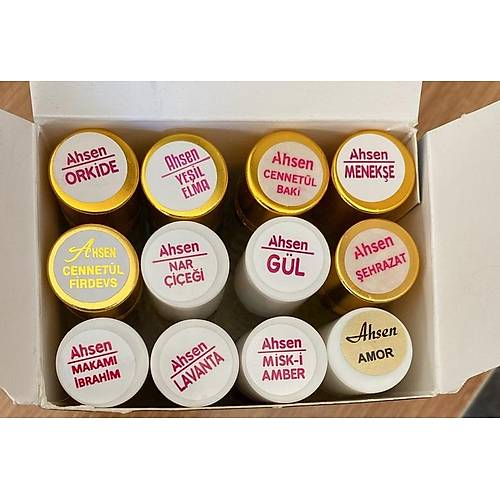 Ahsen
ORKİDE
Ahsen
YEŞİL
ELMA
Ahsen
CENNETÜL
BAKİ
Ahsen
MENEKŞE
AHSEN
CENNETÜL
FİRDEVS
Ahsen
NAR
ÇİÇEĞİ
Ahsen
GÜL
Ahsen
ŞEHRAZAT
Ahsen
MAKAMI
İBRAHİM
Ahsen
LAVANTA
Ahsen
MİSK-İ
AMBER
Ahsen
AMOR